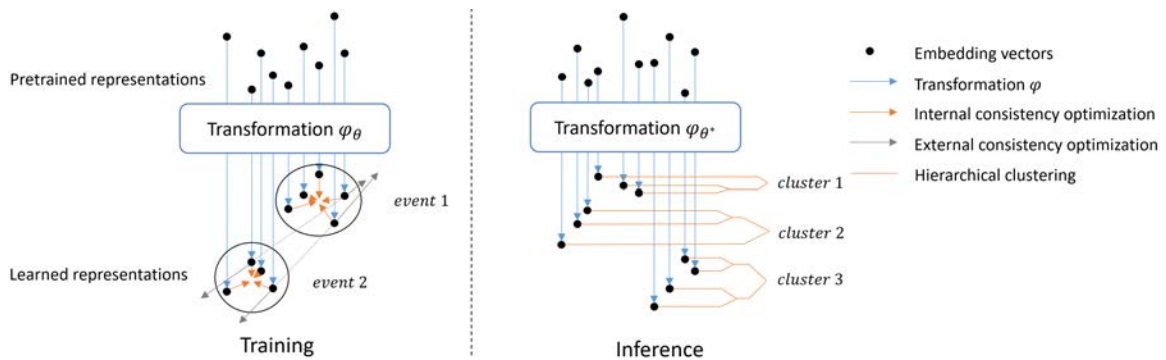 Pretrained representations
Transformation φθ
event 1
Learned representations
event 2
Training
Transformation φθ*
cluster 1
cluster 2
cluster 3
Inference
Embedding vectors
Transformation φ
Internal consistency optimization
External consistency optimization
Hierarchical clustering